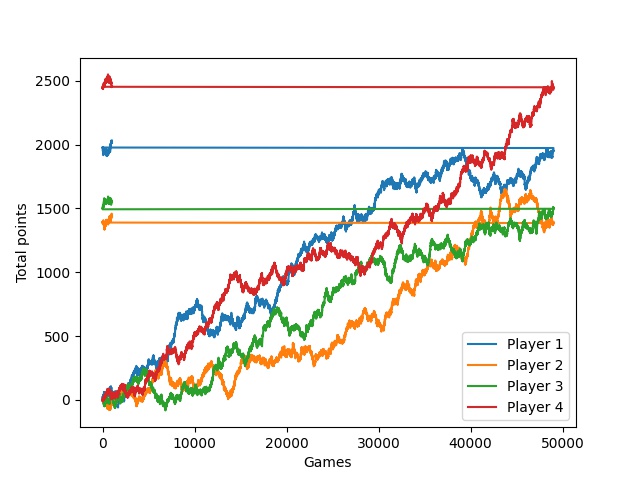 2500
2000
1500
1000
500
0
Total points
0
10000
20000
30000
40000
50000
Games
Player 1
Player 2
Player 3
Player 4